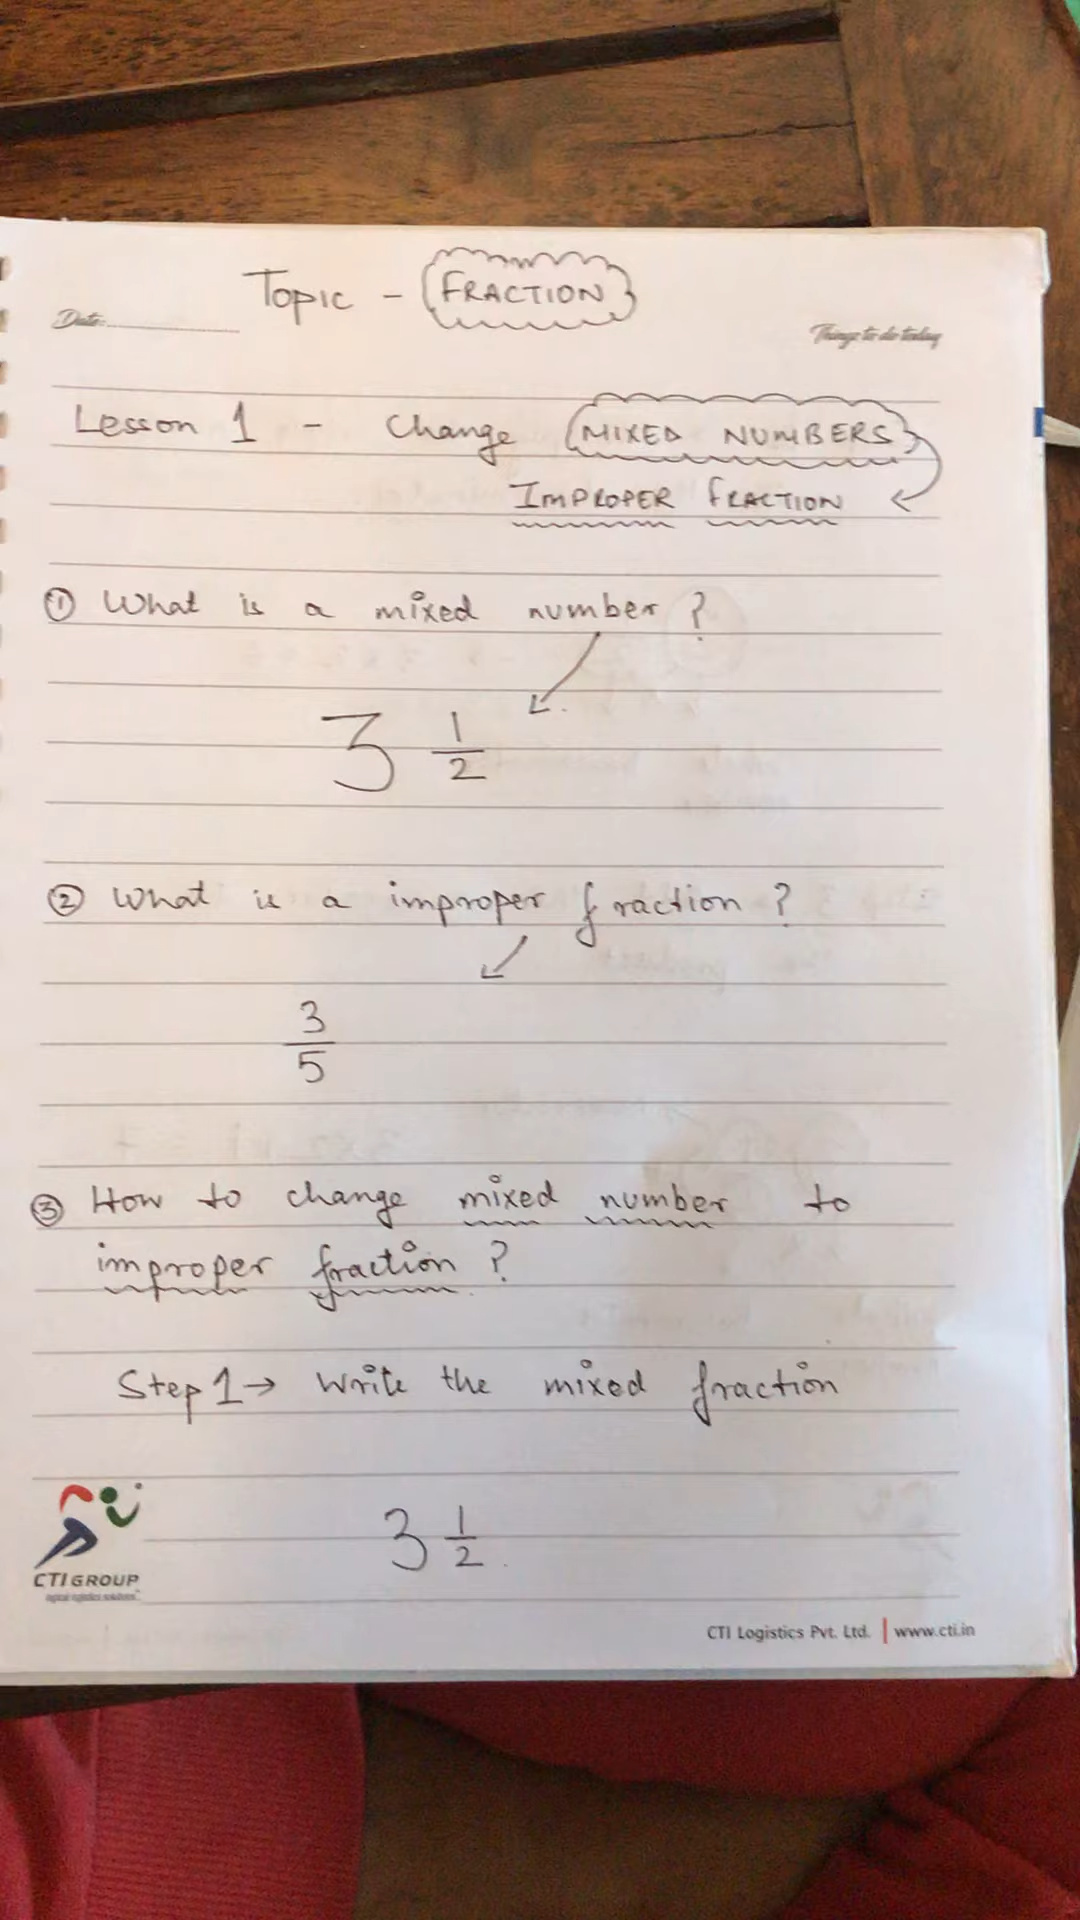 Topic - FRACTION
Date:
Things to do today
Lesson 1 - Change MIXED NUMBERS
IMPROPER FRACTION
① What is a mixed number?
3 1/2
② What is a improper fraction?
3/5
③ How to change mixed number to
improper fraction?
Step 1 → Write the mixed fraction
3 1/2
CTI GROUP
CTI Logistics Pvt. Ltd. | www.cti.in